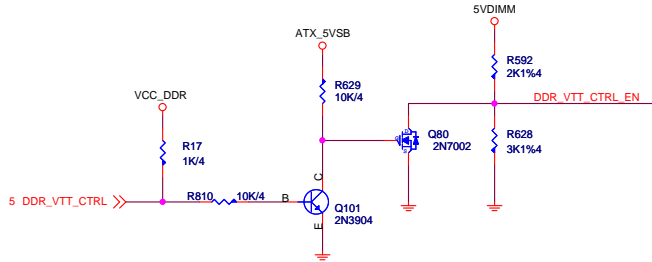 5VDIMM
ATX_5VSB
R592
2K1%4
R629
10K/4
VCC_DDR
DDR_VTT_CTRL_EN
Q80
2N7002
R17
1K/4
R628
3K1%4
C
5 DDR_VTT_CTRL
R810
10K/4
B
Q101
2N3904
E